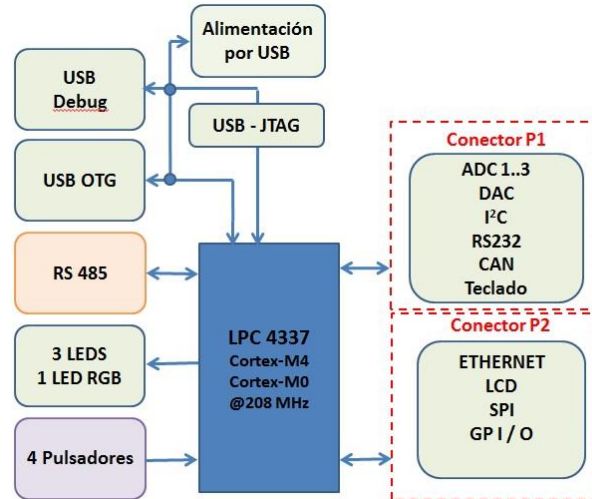 Alimentación
por USB
USB
Debug
USB - JTAG
USB OTG
Conector P1
ADC 1..3
DAC
I²C
RS232
CAN
Teclado
RS 485
LPC 4337
Cortex-M4
Cortex-M0
@208 MHz
3 LEDS
1 LED RGB
Conector P2
ETHERNET
LCD
SPI
GP I / O
4 Pulsadores